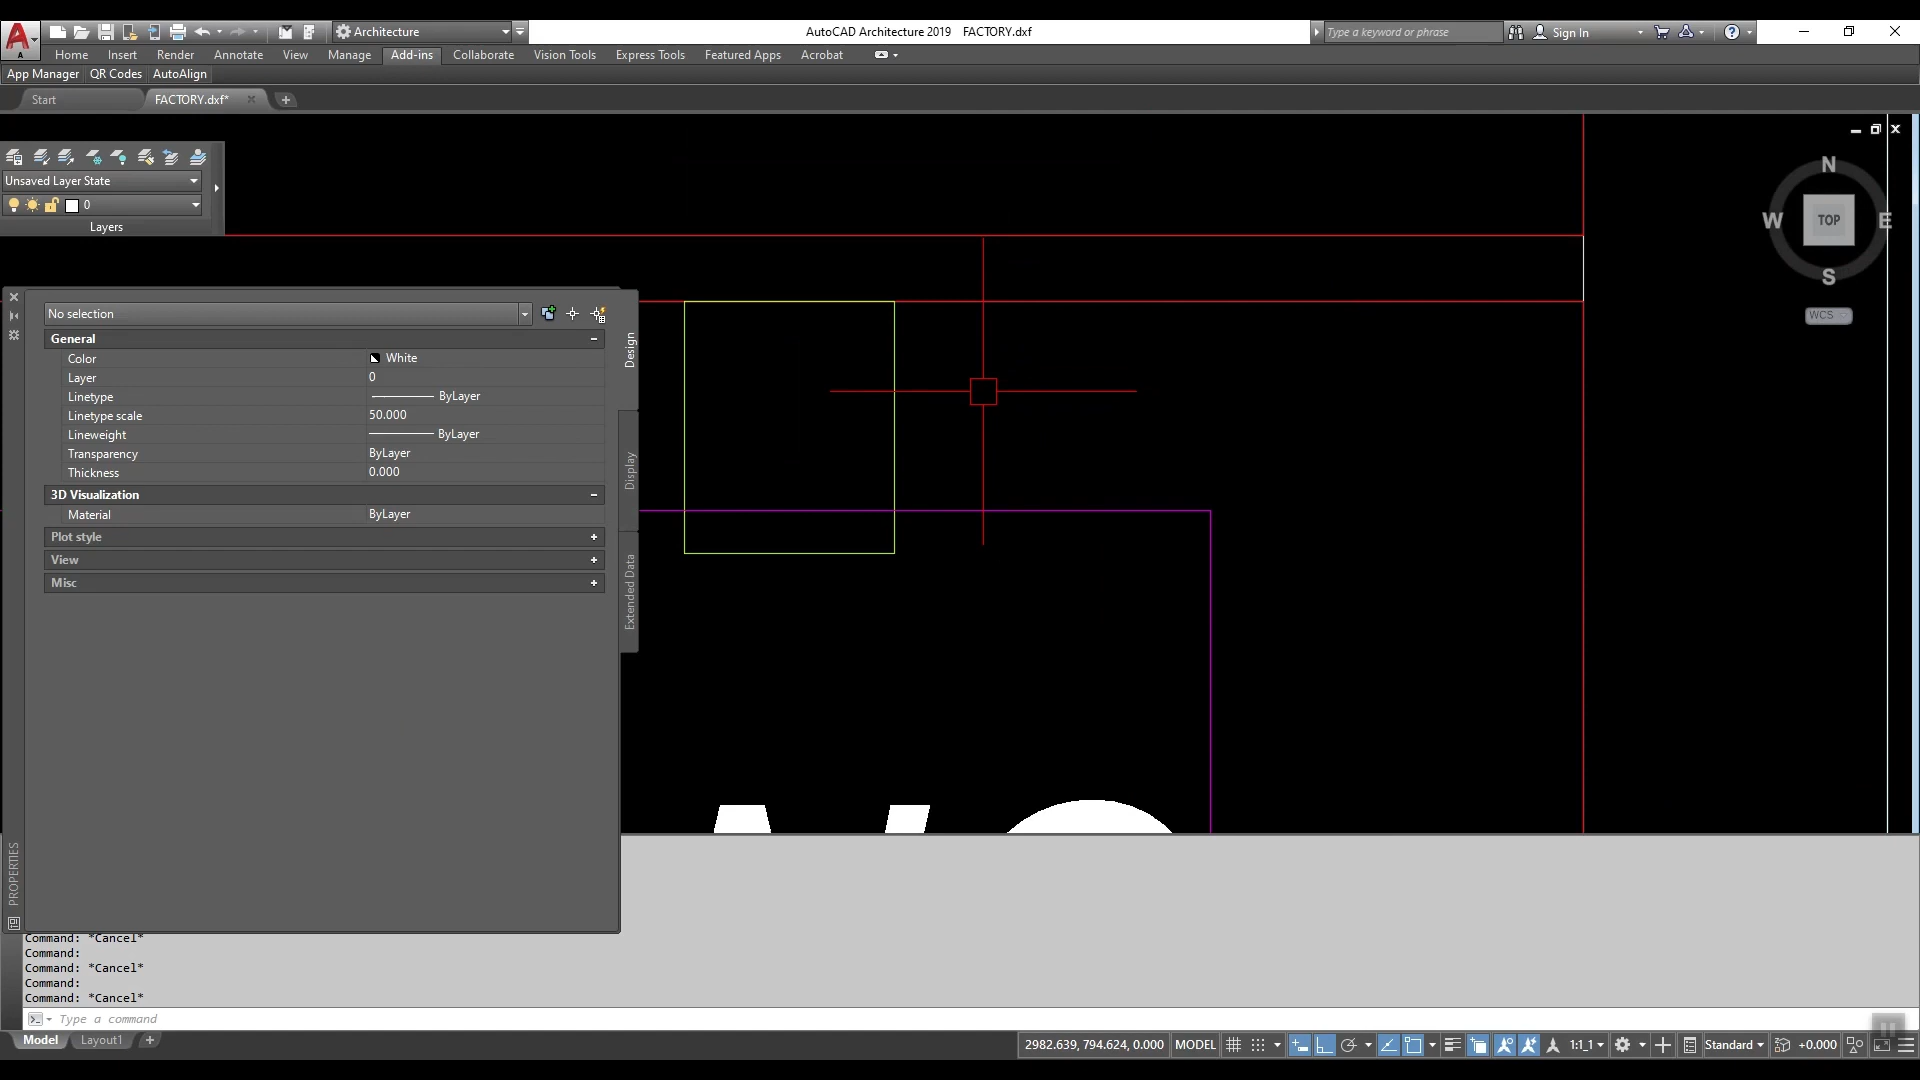 Architecture
AutoCAD Architecture 2019 FACTORY.dxf
Type a keyword or phrase
Sign In
Home Insert Render Annotate View Manage Add-ins Collaborate Vision Tools Express Tools Featured Apps Acrobat
App Manager QR Codes AutoAlign
Start FACTORY.dxf*
Unsaved Layer State
0
Layers
N
W TOP E
S
WCS
No selection
General
Color White
Layer 0
Linetype ByLayer
Linetype scale 50.000
Lineweight ByLayer
Transparency ByLayer
Thickness 0.000
3D Visualization
Material ByLayer
Plot style
View
Misc
Design
Display
Extended Data
PROPERTIES
Command: *Cancel*
Command:
Command: *Cancel*
Command:
Command: *Cancel*
Type a command
Model Layout1
2982.639, 794.624, 0.000 MODEL 1:1_1 Standard +0.000